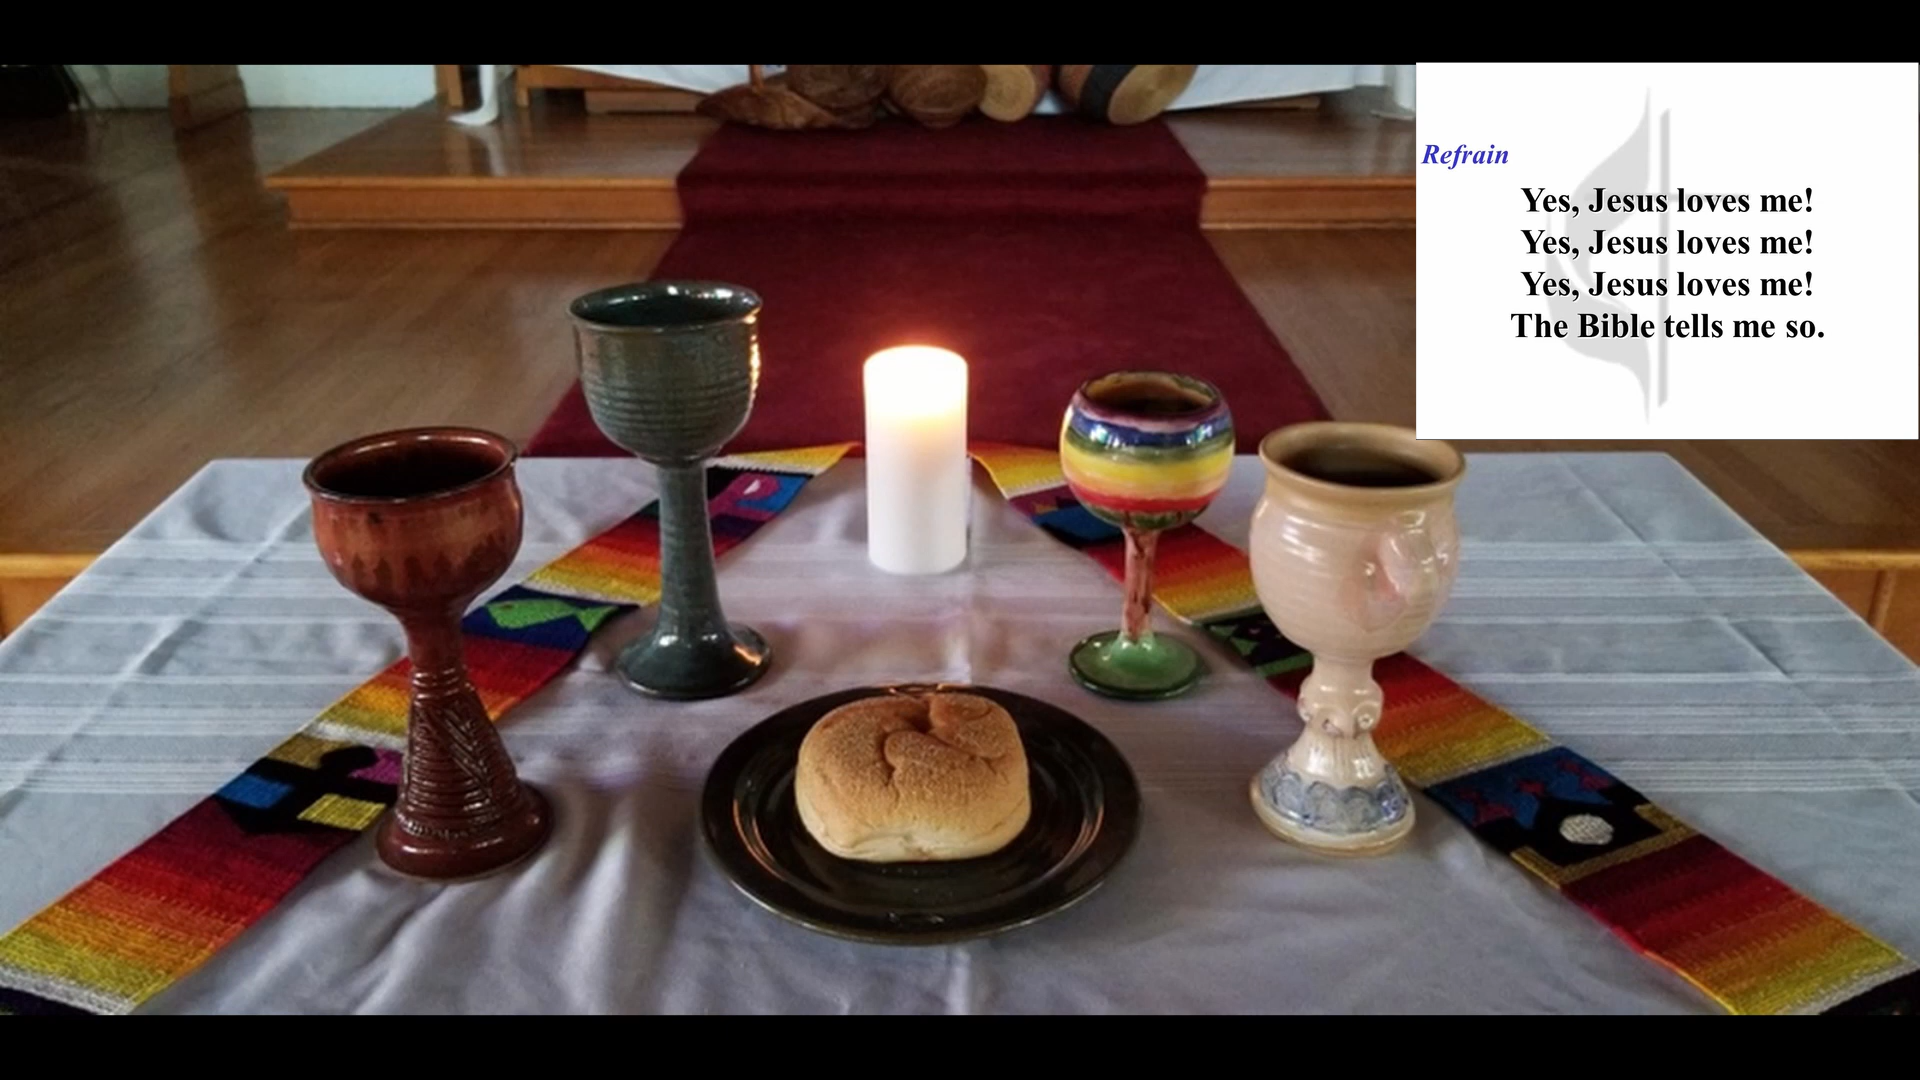 Refrain
Yes, Jesus loves me!
Yes, Jesus loves me!
Yes, Jesus loves me!
The Bible tells me so.